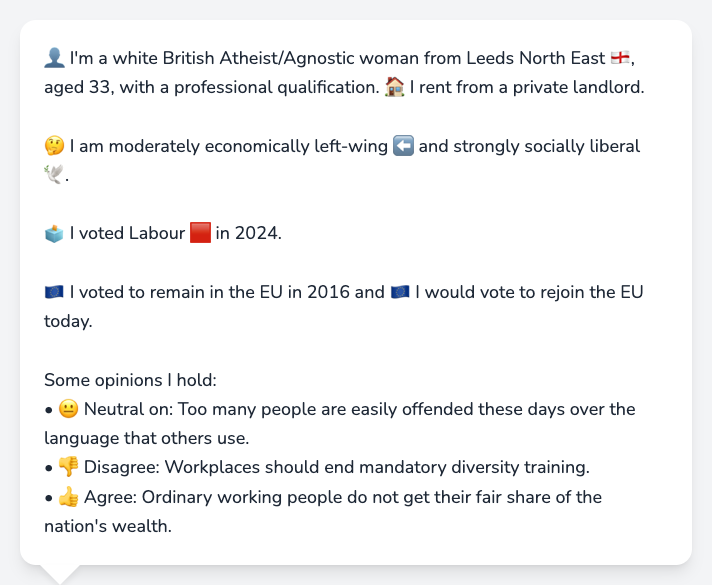 👤 I'm a white British Atheist/Agnostic woman from Leeds North East 🏴󠁧󠁢󠁥󠁮󠁧󠁿,
aged 33, with a professional qualification. 🏠 I rent from a private landlord.
🤔 I am moderately economically left-wing ⬅️ and strongly socially liberal
🕊️.
🗳️ I voted Labour 🟥 in 2024.
🇪🇺 I voted to remain in the EU in 2016 and 🇪🇺 I would vote to rejoin the EU
today.
Some opinions I hold:
• 😐 Neutral on: Too many people are easily offended these days over the
language that others use.
• 👎 Disagree: Workplaces should end mandatory diversity training.
• 👍 Agree: Ordinary working people do not get their fair share of the
nation's wealth.